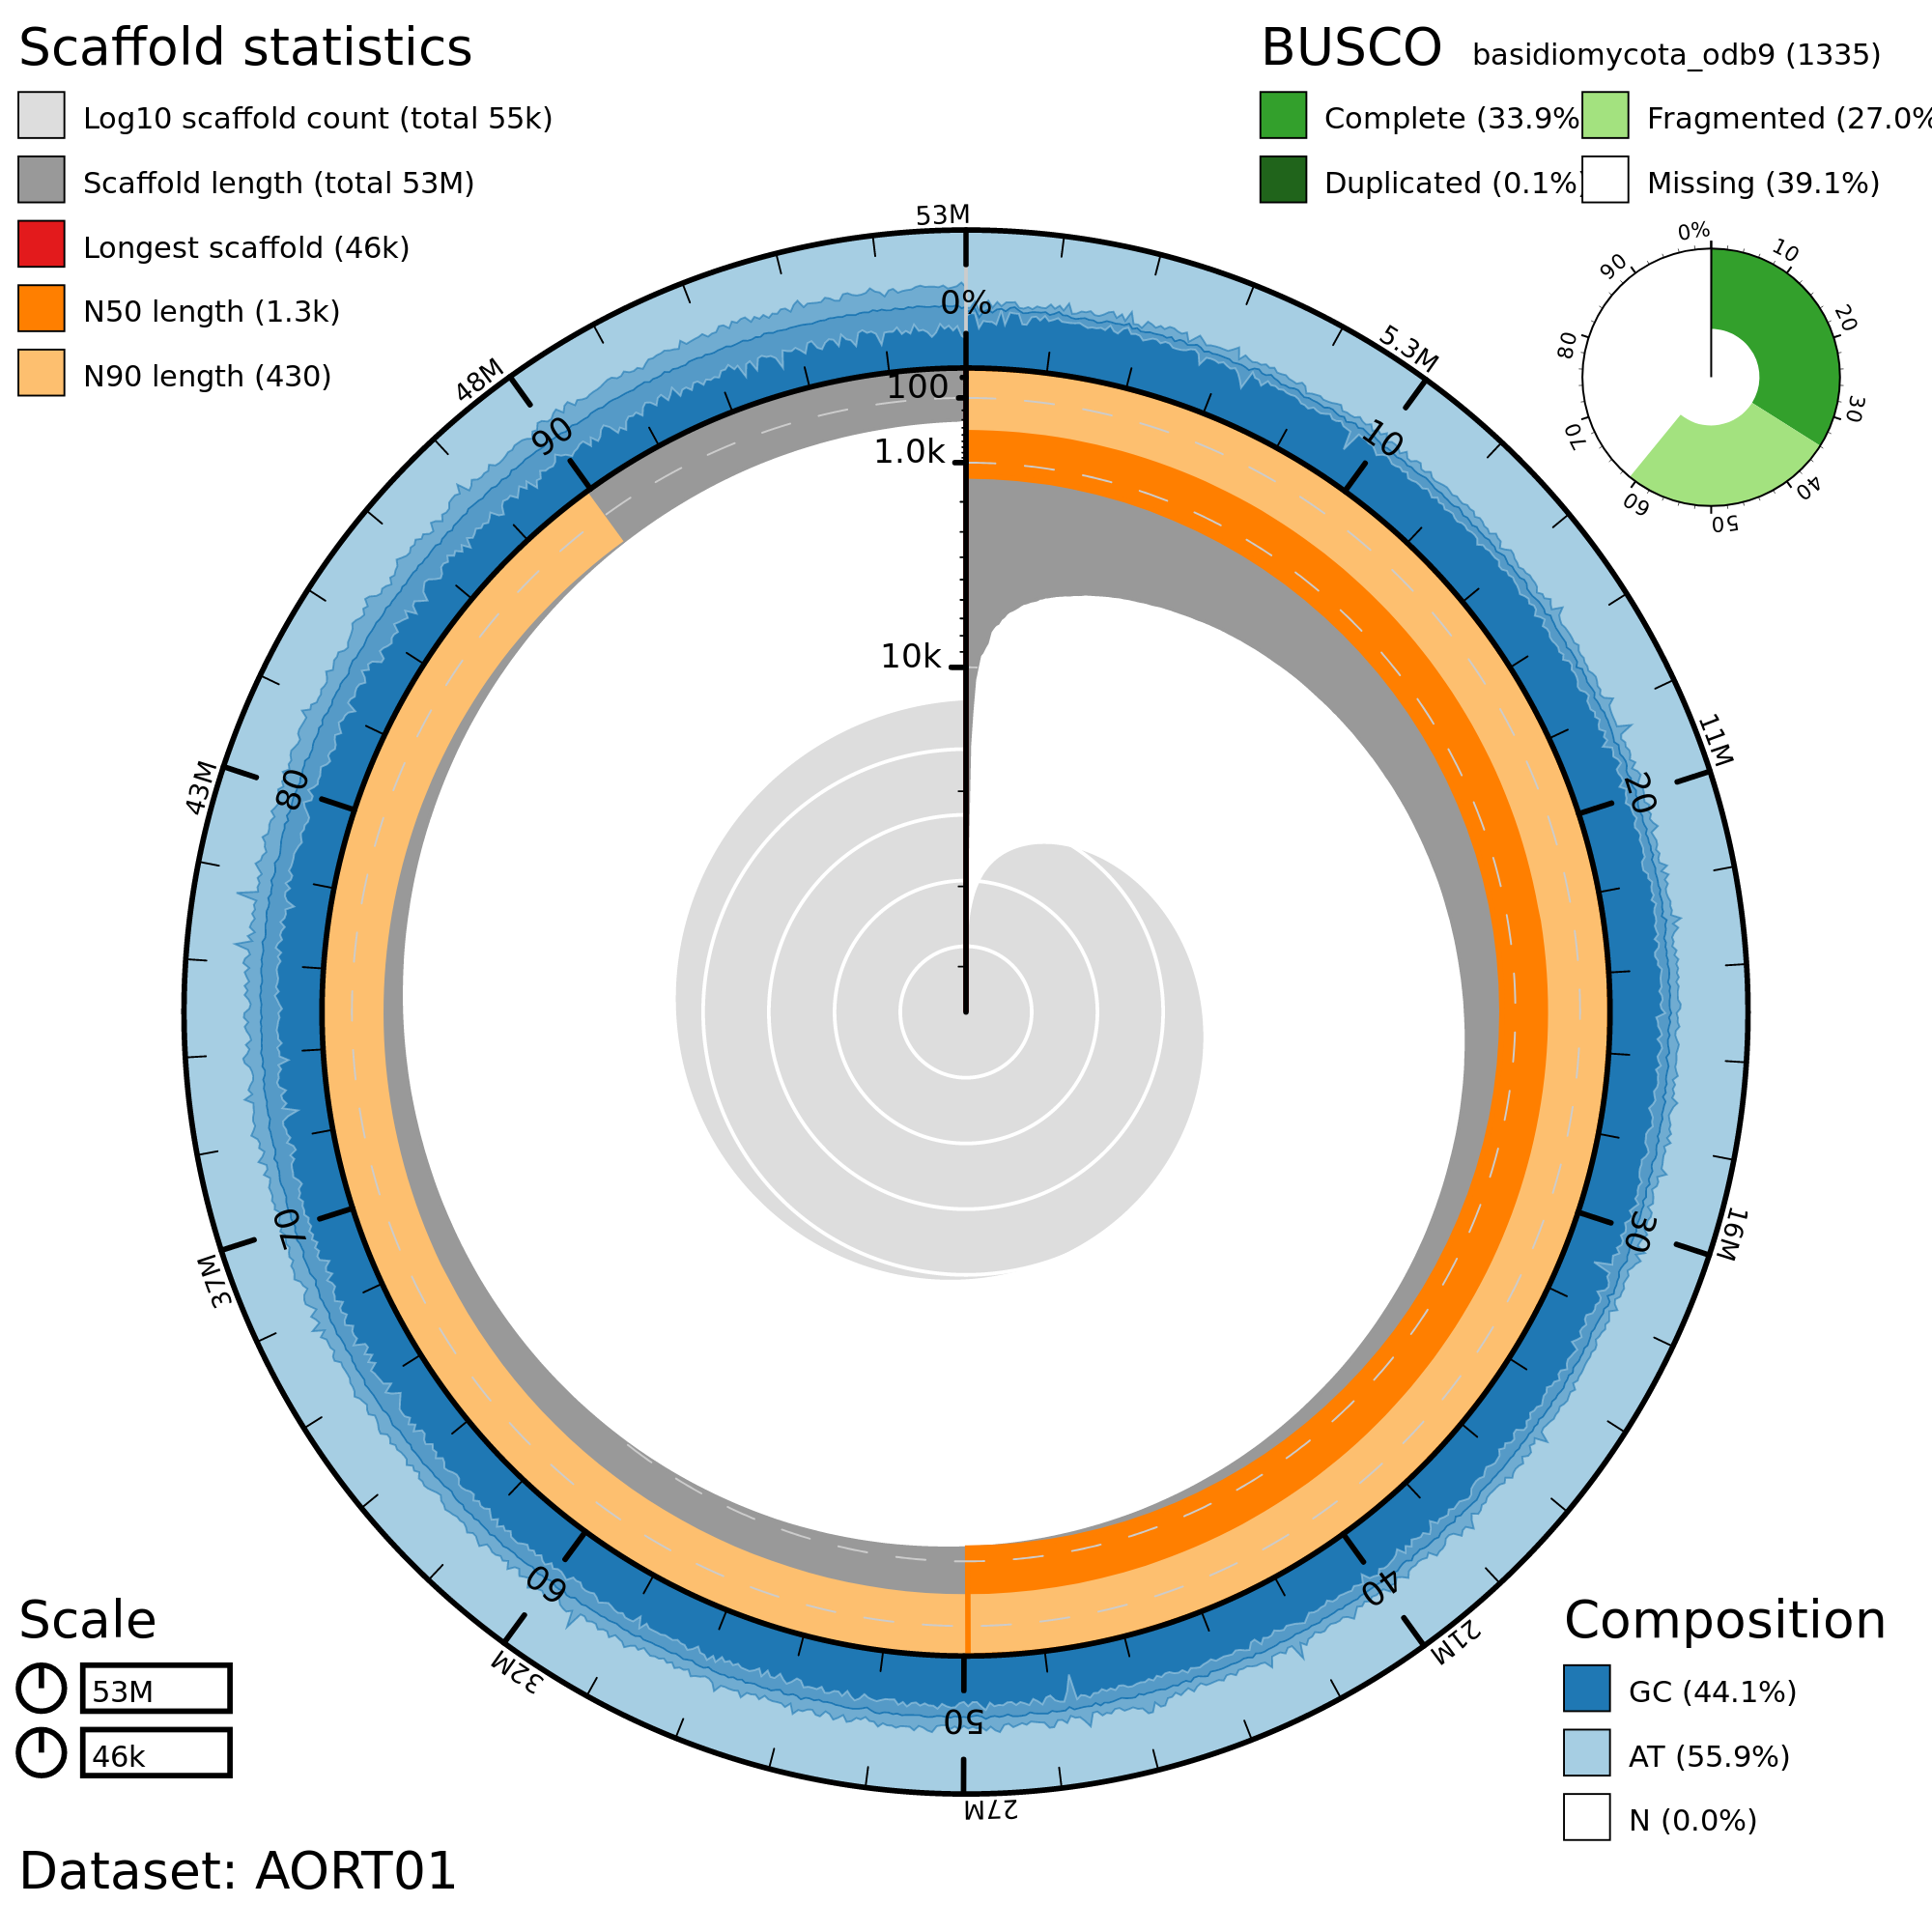 Scaffold statistics
Log10 scaffold count (total 55k)
Scaffold length (total 53M)
Longest scaffold (46k)
N50 length (1.3k)
N90 length (430)
BUSCO basidiomycota_odb9 (1335)
Complete (33.9% Fragmented (27.0%
Duplicated (0.1%) Missing (39.1%)
0%
10
20
30
40
50
60
70
80
90
53M
5.3M
11M
16M
21M
27M
32M
37M
43M
48M
0%
10
20
30
40
50
60
70
80
90
100
1.0k
10k
Scale
53M
46k
Composition
GC (44.1%)
AT (55.9%)
N (0.0%)
Dataset: AORT01